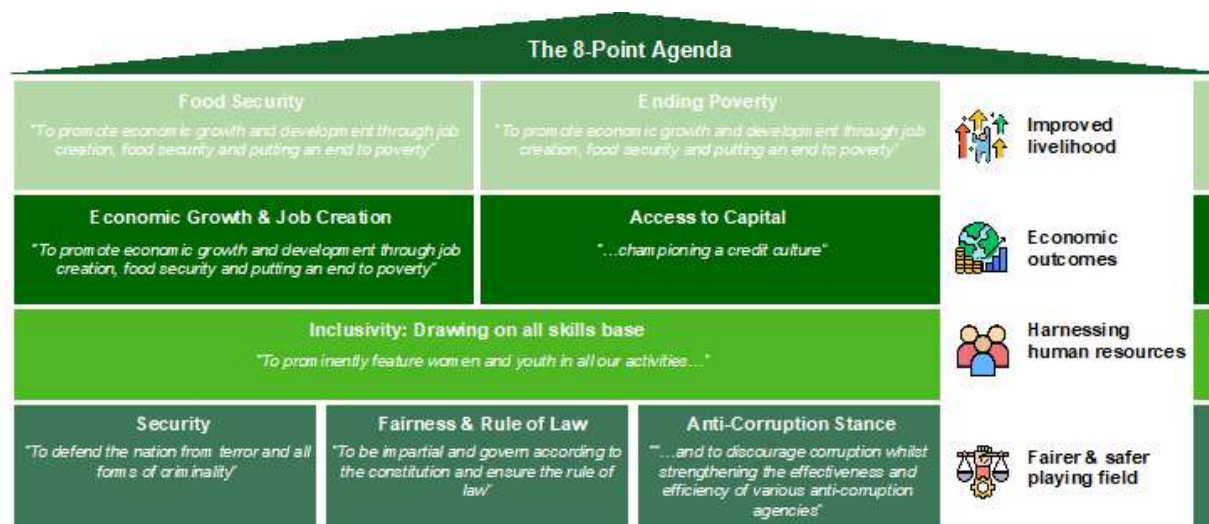 The 8-Point Agenda
Food Security
"To promote economic growth and development through job
creation, food security and putting an end to poverty"
Ending Poverty
"To promote economic growth and development through job
creation, food security and putting an end to poverty"
Improved
livelihood
Economic Growth & Job Creation
"To promote economic growth and development through job
creation, food security and putting an end to poverty"
Access to Capital
"…championing a credit culture"
Economic
outcomes
Inclusivity: Drawing on all skills base
"To prominently feature women and youth in all our activities…"
Harnessing
human resources
Security
"To defend the nation from terror and all
forms of criminality"
Fairness & Rule of Law
"To be impartial and govern according to
the constitution and ensure the rule of
law"
Anti-Corruption Stance
""…and to discourage corruption whilst
strengthening the effectiveness and
efficiency of various anti-corruption
agencies"
Fairer & safer
playing field